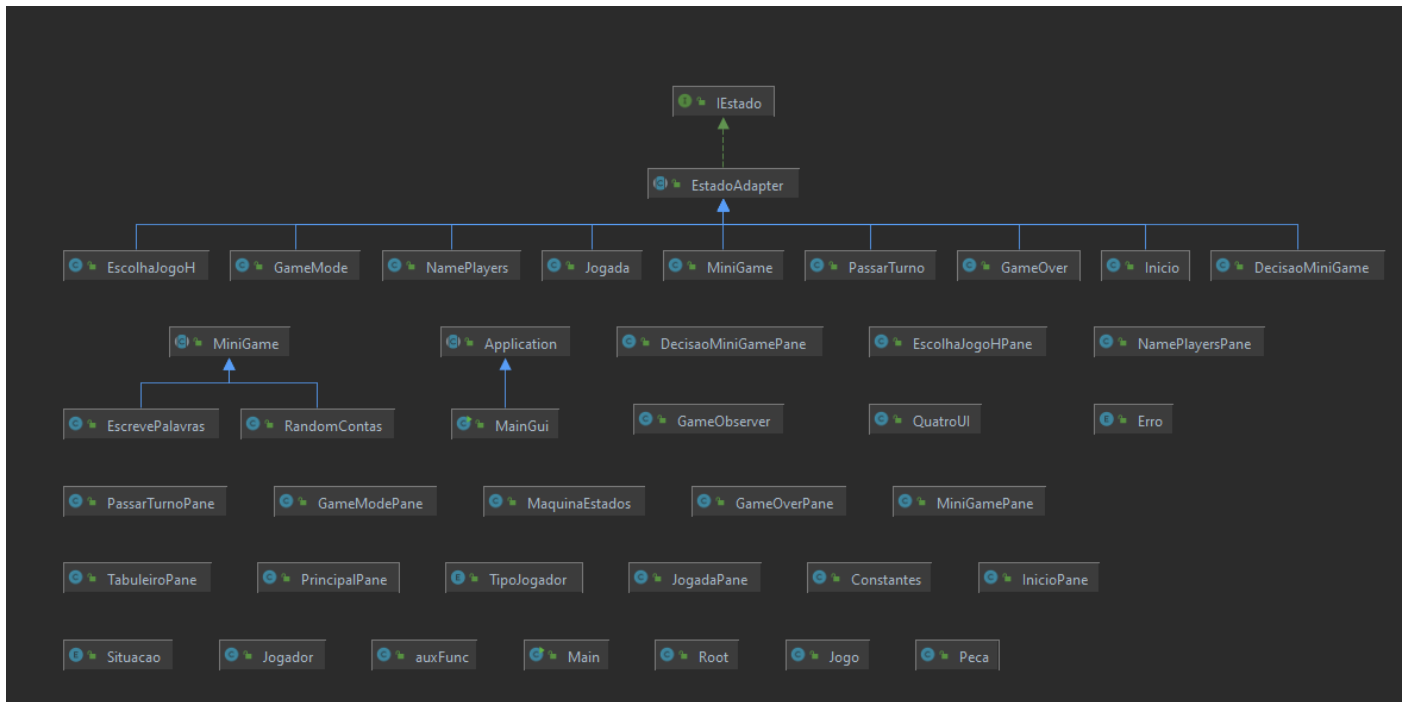 IEstado
EstadoAdapter
EscolhaJogoH GameMode NamePlayers Jogada MiniGame PassarTurno GameOver Inicio DecisaoMiniGame
MiniGame Application DecisaoMiniGamePane EscolhaJogoHPane NamePlayersPane
EscrevePalavras RandomContas MainGui GameObserver QuatroUI Erro
PassarTurnoPane GameModePane MaquinaEstados GameOverPane MiniGamePane
TabuleiroPane PrincipalPane TipoJogador JogadaPane Constantes InicioPane
Situacao Jogador auxFunc Main Root Jogo Peca